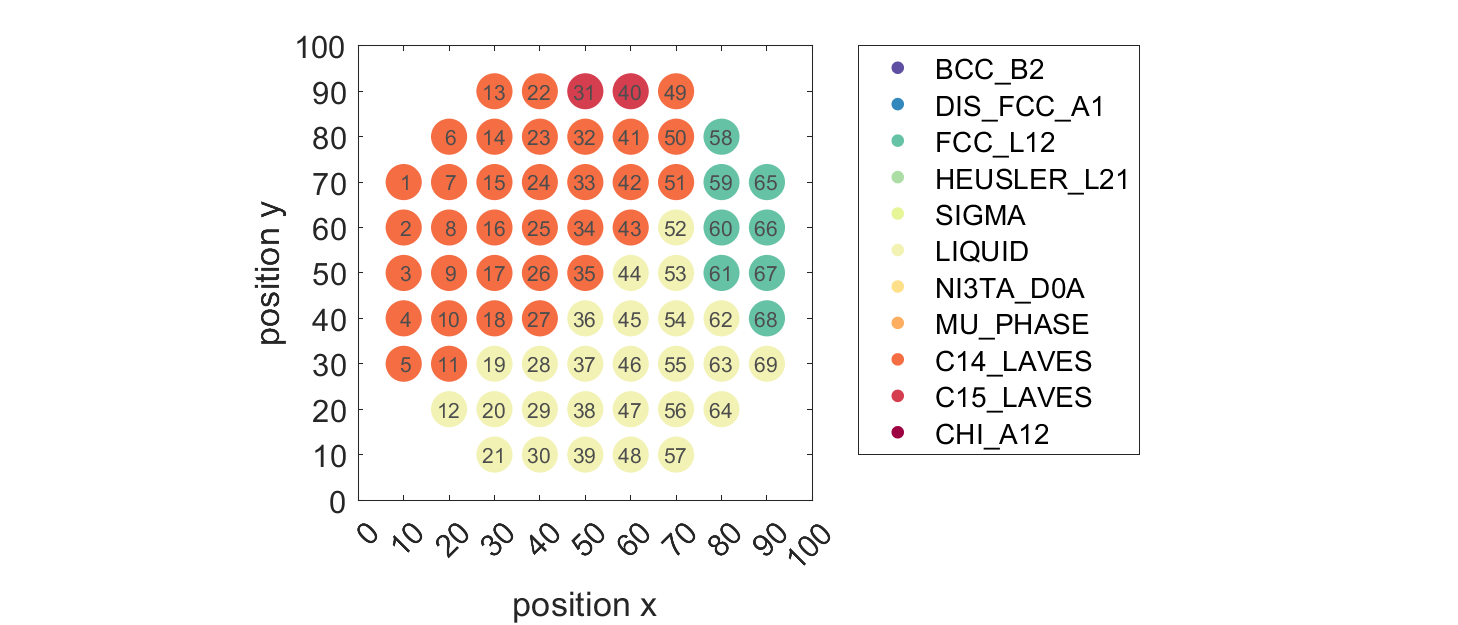 100
90
80
70
60
50
40
30
20
10
0
position y
13 22 31 40 49
6 14 23 32 41 50 58
1 7 15 24 33 42 51 59 65
2 8 16 25 34 43 52 60 66
3 9 17 26 35 44 53 61 67
4 10 18 27 36 45 54 62 68
5 11 19 28 37 46 55 63 69
12 20 29 38 47 56 64
21 30 39 48 57
0 10 20 30 40 50 60 70 80 90 100
position x
BCC_B2
DIS_FCC_A1
FCC_L12
HEUSLER_L21
SIGMA
LIQUID
NI3TA_D0A
MU_PHASE
C14_LAVES
C15_LAVES
CHI_A12